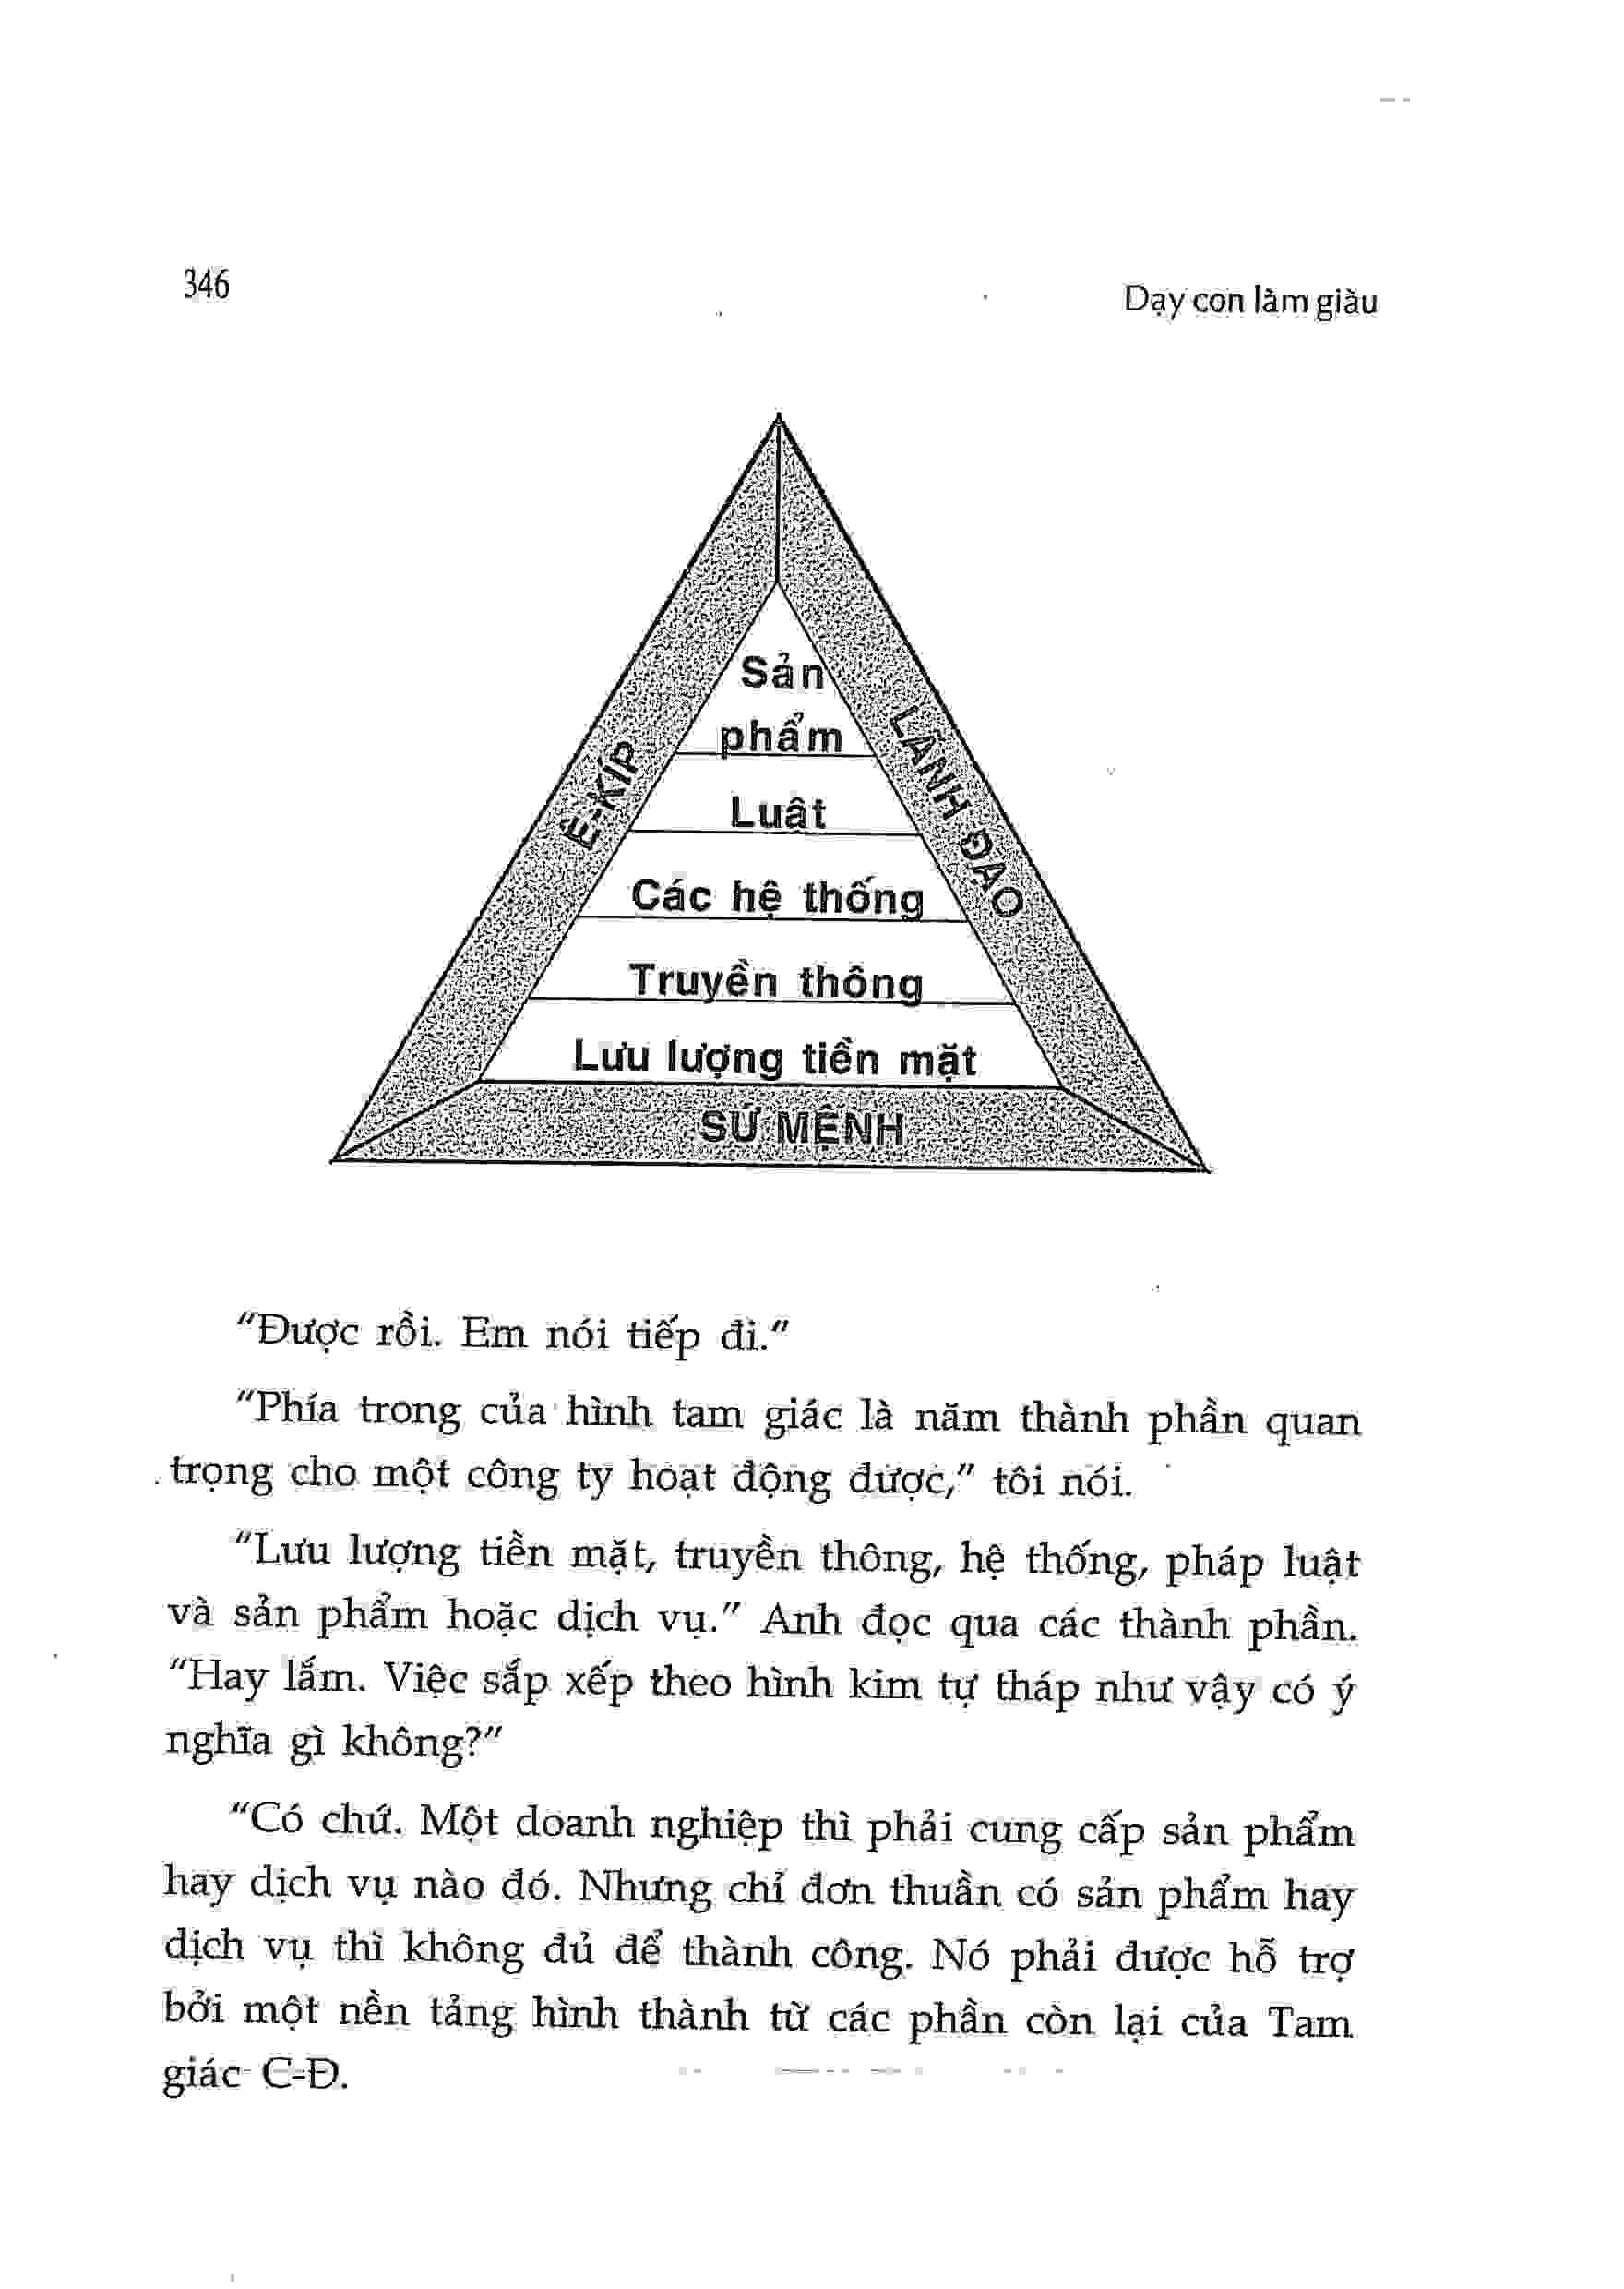 346
Dạy con làm giàu
Sản
phẩm
Luật
Các hệ thống
Truyền thông
Lưu lượng tiền mặt
Ê-KÍP
LÃNH ĐẠO
SỨ MỆNH
"Được rồi. Em nói tiếp đi."
"Phía trong của hình tam giác là năm thành phần quan
trọng cho một công ty hoạt động được," tôi nói.
"Lưu lượng tiền mặt, truyền thông, hệ thống, pháp luật
và sản phẩm hoặc dịch vụ." Anh đọc qua các thành phần.
"Hay lắm. Việc sắp xếp theo hình kim tự tháp như vậy có ý
nghĩa gì không?"
"Có chứ. Một doanh nghiệp thì phải cung cấp sản phẩm
hay dịch vụ nào đó. Nhưng chỉ đơn thuần có sản phẩm hay
dịch vụ thì không đủ để thành công. Nó phải được hỗ trợ
bởi một nền tảng hình thành từ các phần còn lại của Tam
giác C-Đ.